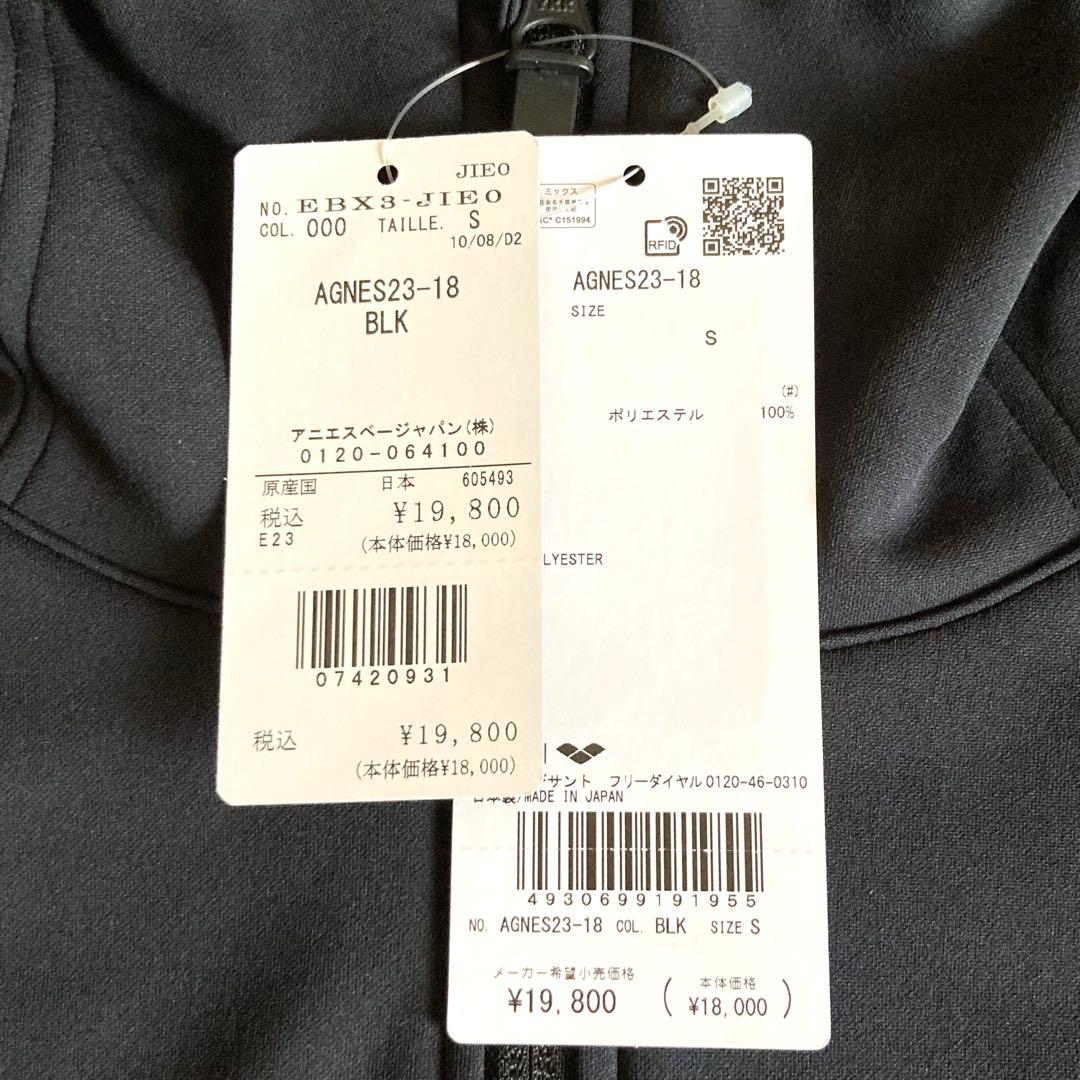 YKK
JIEO
NO. EBX3-JIEO
COL. 000 TAILLE. S
10/08/D2
AGNES23-18
BLK
アニエスベージャパン(株)
0120-064100
原産国 日本 605493
税込 ¥19,800
E23 (本体価格¥18,000)
07420931
税込 ¥19,800
(本体価格¥18,000)
ミックス
C151994
RFID
AGNES23-18
SIZE
S
(#)
ポリエステル 100%
LYESTER
サント フリーダイヤル0120-46-0310
日本製/MADE IN JAPAN
4930699191955
NO. AGNES23-18 COL. BLK SIZE S
メーカー希望小売価格
¥19,800
(本体価格
¥18,000)